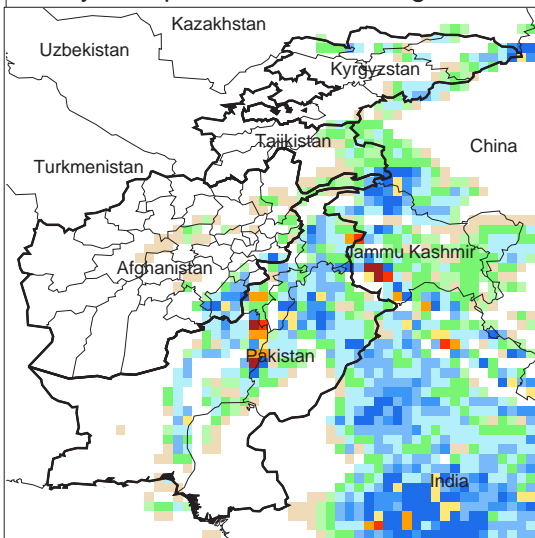 Kazakhstan
Uzbekistan
Kyrgyzstan
Tajikistan
China
Turkmenistan
Jammu Kashmir
Afghanistan
Pakistan
India